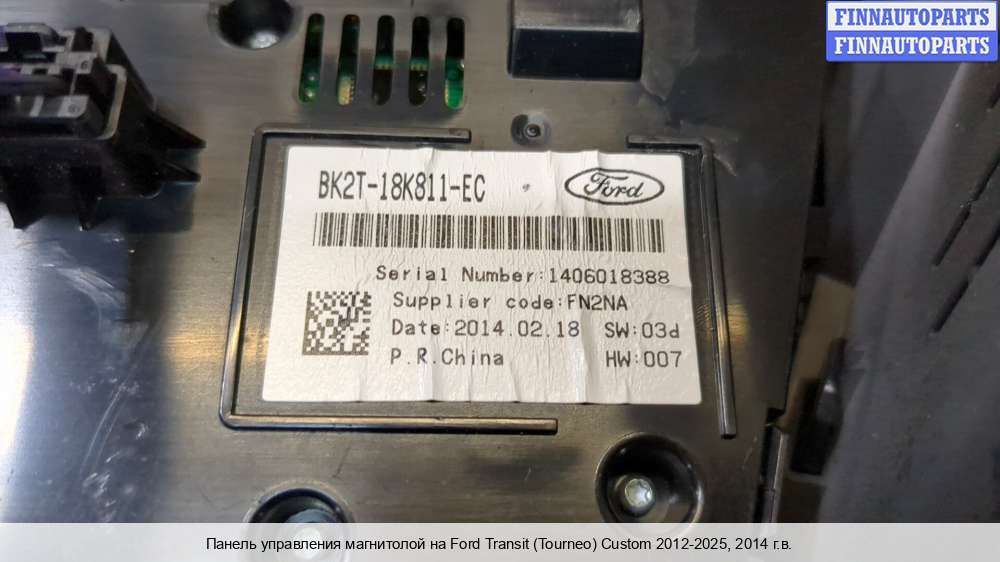 FINNAUTOPARTS
FINNAUTOPARTS
BK2T-18K811-EC
Ford
Serial Number:1406018388
Supplier code:FN2NA
Date:2014.02.18 SW:03d
P.R.China HW:007
Панель управления магнитолой на Ford Transit (Tourneo) Custom 2012-2025, 2014 г.в.